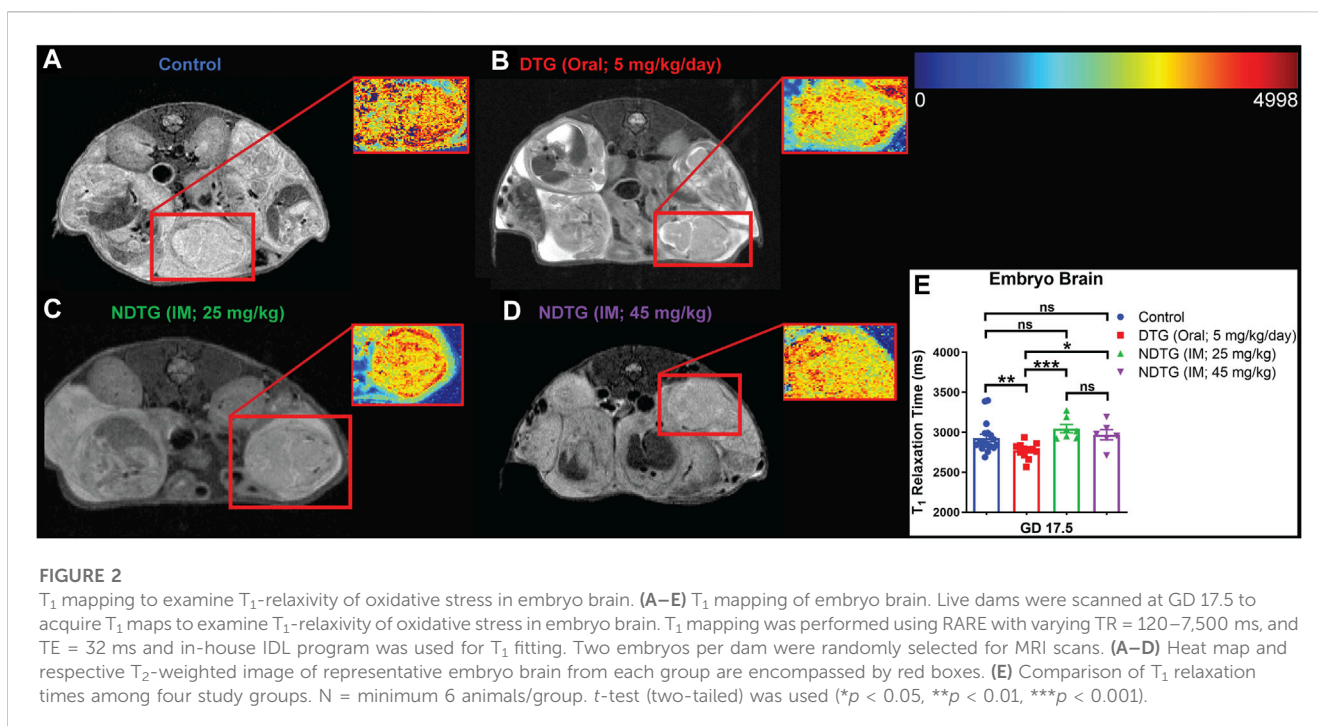 A
Control
B
DTG (Oral; 5 mg/kg/day)
0
4998
C
NDTG (IM; 25 mg/kg)
D
NDTG (IM; 45 mg/kg)
E
Embryo Brain
ns
ns
*
**
***
ns
Control
DTG (Oral; 5 mg/kg/day)
NDTG (IM; 25 mg/kg)
NDTG (IM; 45 mg/kg)
T₁ Relaxation Time (ms)
4000
3500
3000
2500
2000
GD 17.5
FIGURE 2
T₁ mapping to examine T₁-relaxivity of oxidative stress in embryo brain. (A–E) T₁ mapping of embryo brain. Live dams were scanned at GD 17.5 to
acquire T₁ maps to examine T₁-relaxivity of oxidative stress in embryo brain. T₁ mapping was performed using RARE with varying TR = 120–7,500 ms, and
TE = 32 ms and in-house IDL program was used for T₁ fitting. Two embryos per dam were randomly selected for MRI scans. (A–D) Heat map and
respective T₂-weighted image of representative embryo brain from each group are encompassed by red boxes. (E) Comparison of T₁ relaxation
times among four study groups. N = minimum 6 animals/group. t-test (two-tailed) was used (*p < 0.05, **p < 0.01, ***p < 0.001).